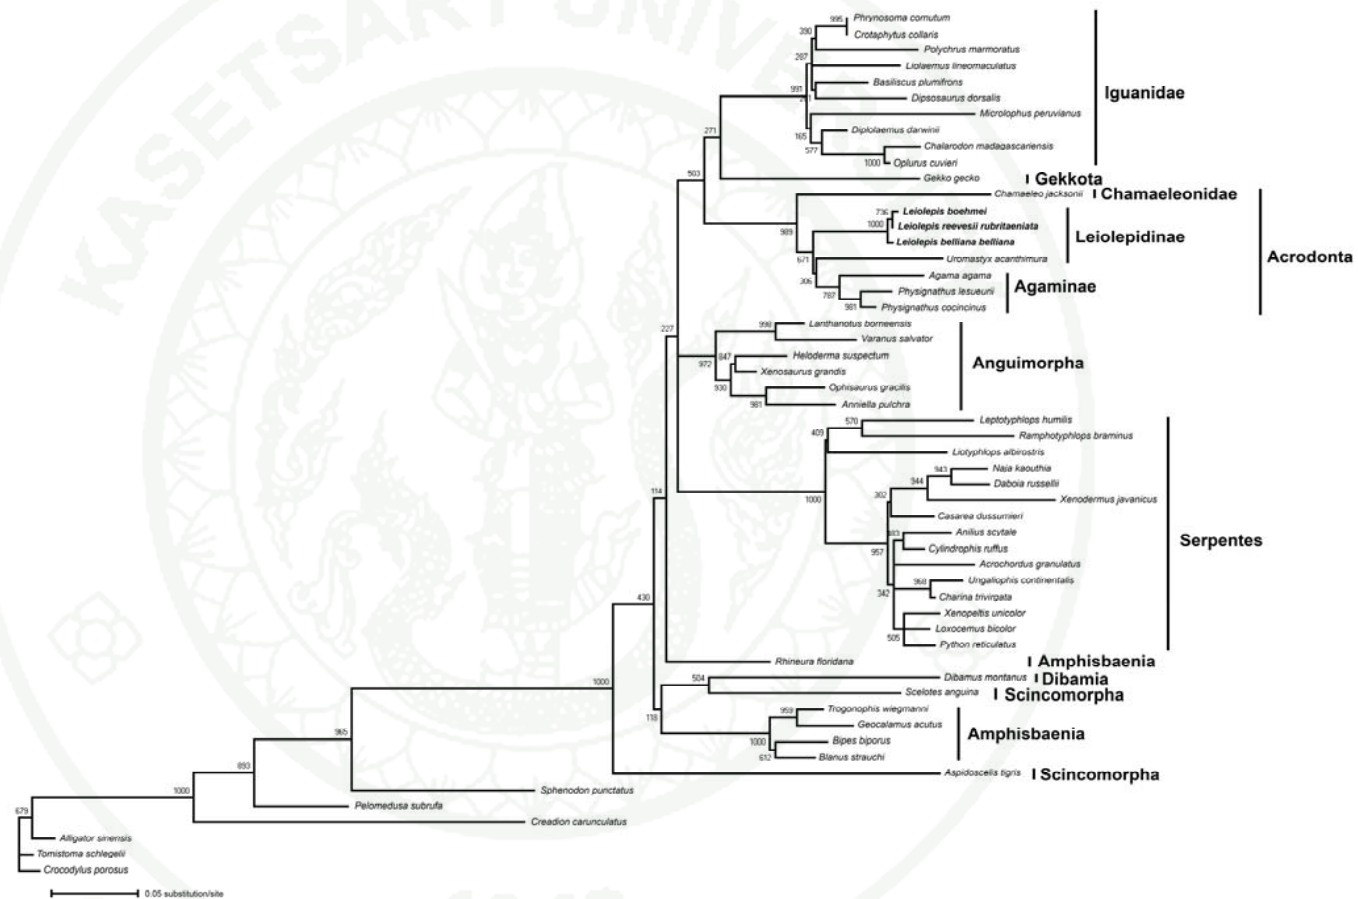 KASETSART UNIVE
995
Phrynosoma cornutum
Crotaphytus collaris
390
Polychrus marmoratus
287
Liolaemus lineomaculatus
991
Basiliscus plumifrons
Dipsosaurus dorsalis
Iguanidae
Microlophus peruvianus
271
165
Diplolaemus darwinii
577
Chalarodon madagascariensis
1000
Oplurus cuvieri
503
Gekko gecko
Gekkota
Chamaeleo jacksonii
Chamaeleonidae
736
Leiolepis boehmei
1000
Leiolepis reevesii rubritaeniata
989
Leiolepis belliana belliana
Leiolepidinae
671
Uromastyx acanthimura
Acrodonta
306
Agama agama
787
Physignathus lesueurii
Agaminae
981
Physignathus cocincinus
227
998
Lanthanotus borneensis
Varanus salvator
972
847
Heloderma suspectum
Xenosaurus grandis
Anguimorpha
930
Ophisaurus gracilis
981
Anniella pulchra
570
Leptotyphlops humilis
409
Ramphotyphlops braminus
Liotyphlops albirostris
943
Naja kaouthia
944
Daboia russellii
114
1000
302
Xenodermus javanicus
Casarea dussumieri
Anilius scytale
957
Cylindrophis ruffus
Serpentes
Acrochordus granulatus
968
Ungaliophis continentalis
342
Charina trivirgata
430
Xenopeltis unicolor
Loxocemus bicolor
505
Python reticulatus
Rhineura floridana
Amphisbaenia
504
Dibamus montanus
Dibamia
1000
Scelotes anguina
Scincomorpha
118
959
Trogonophis wiegmanni
Geocalamus acutus
1000
Bipes biporus
Amphisbaenia
612
Blanus strauchi
965
Aspidoscelis tigris
Scincomorpha
893
Sphenodon punctatus
1000
Pelomedusa subrufa
Creadion carunculatus
679
Alligator sinensis
Tomistoma schlegelii
Crocodylus porosus
0.05 substitution/site